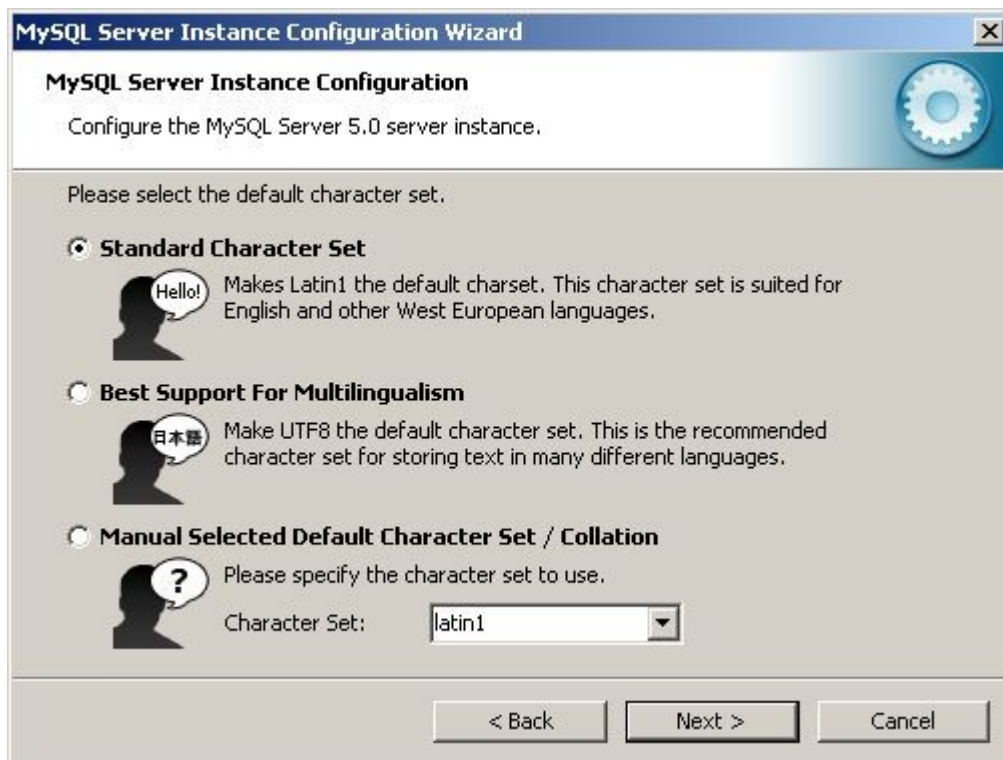 MySQL Server Instance Configuration Wizard
MySQL Server Instance Configuration
Configure the MySQL Server 5.0 server instance.
Please select the default character set.
Standard Character Set
Hello!
Makes Latin1 the default charset. This character set is suited for
English and other West European languages.
Best Support For Multilingualism
日本語
Make UTF8 the default character set. This is the recommended
character set for storing text in many different languages.
Manual Selected Default Character Set / Collation
?
Please specify the character set to use.
Character Set: latin1
< Back Next > Cancel